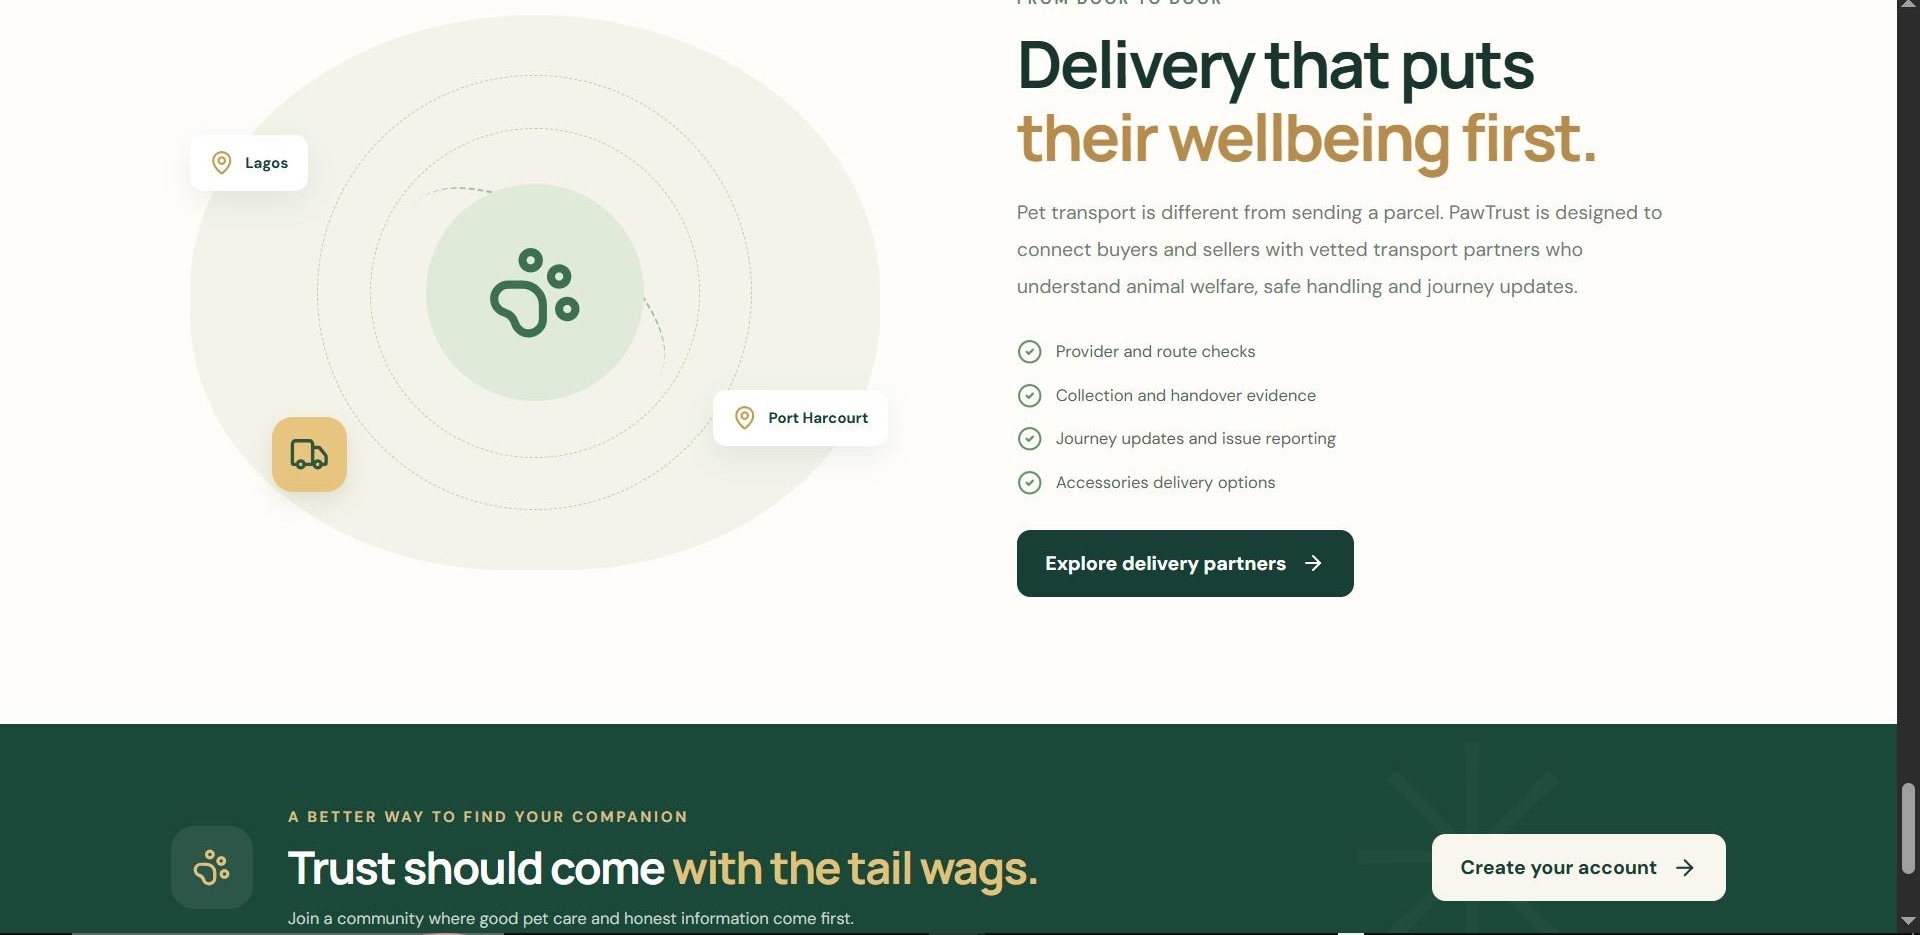 FROM DOOR TO DOOR
Delivery that puts
their wellbeing first.
Pet transport is different from sending a parcel. PawTrust is designed to
connect buyers and sellers with vetted transport partners who
understand animal welfare, safe handling and journey updates.
Provider and route checks
Collection and handover evidence
Journey updates and issue reporting
Accessories delivery options
Explore delivery partners
Lagos
Port Harcourt
A BETTER WAY TO FIND YOUR COMPANION
Trust should come with the tail wags.
Join a community where good pet care and honest information come first.
Create your account